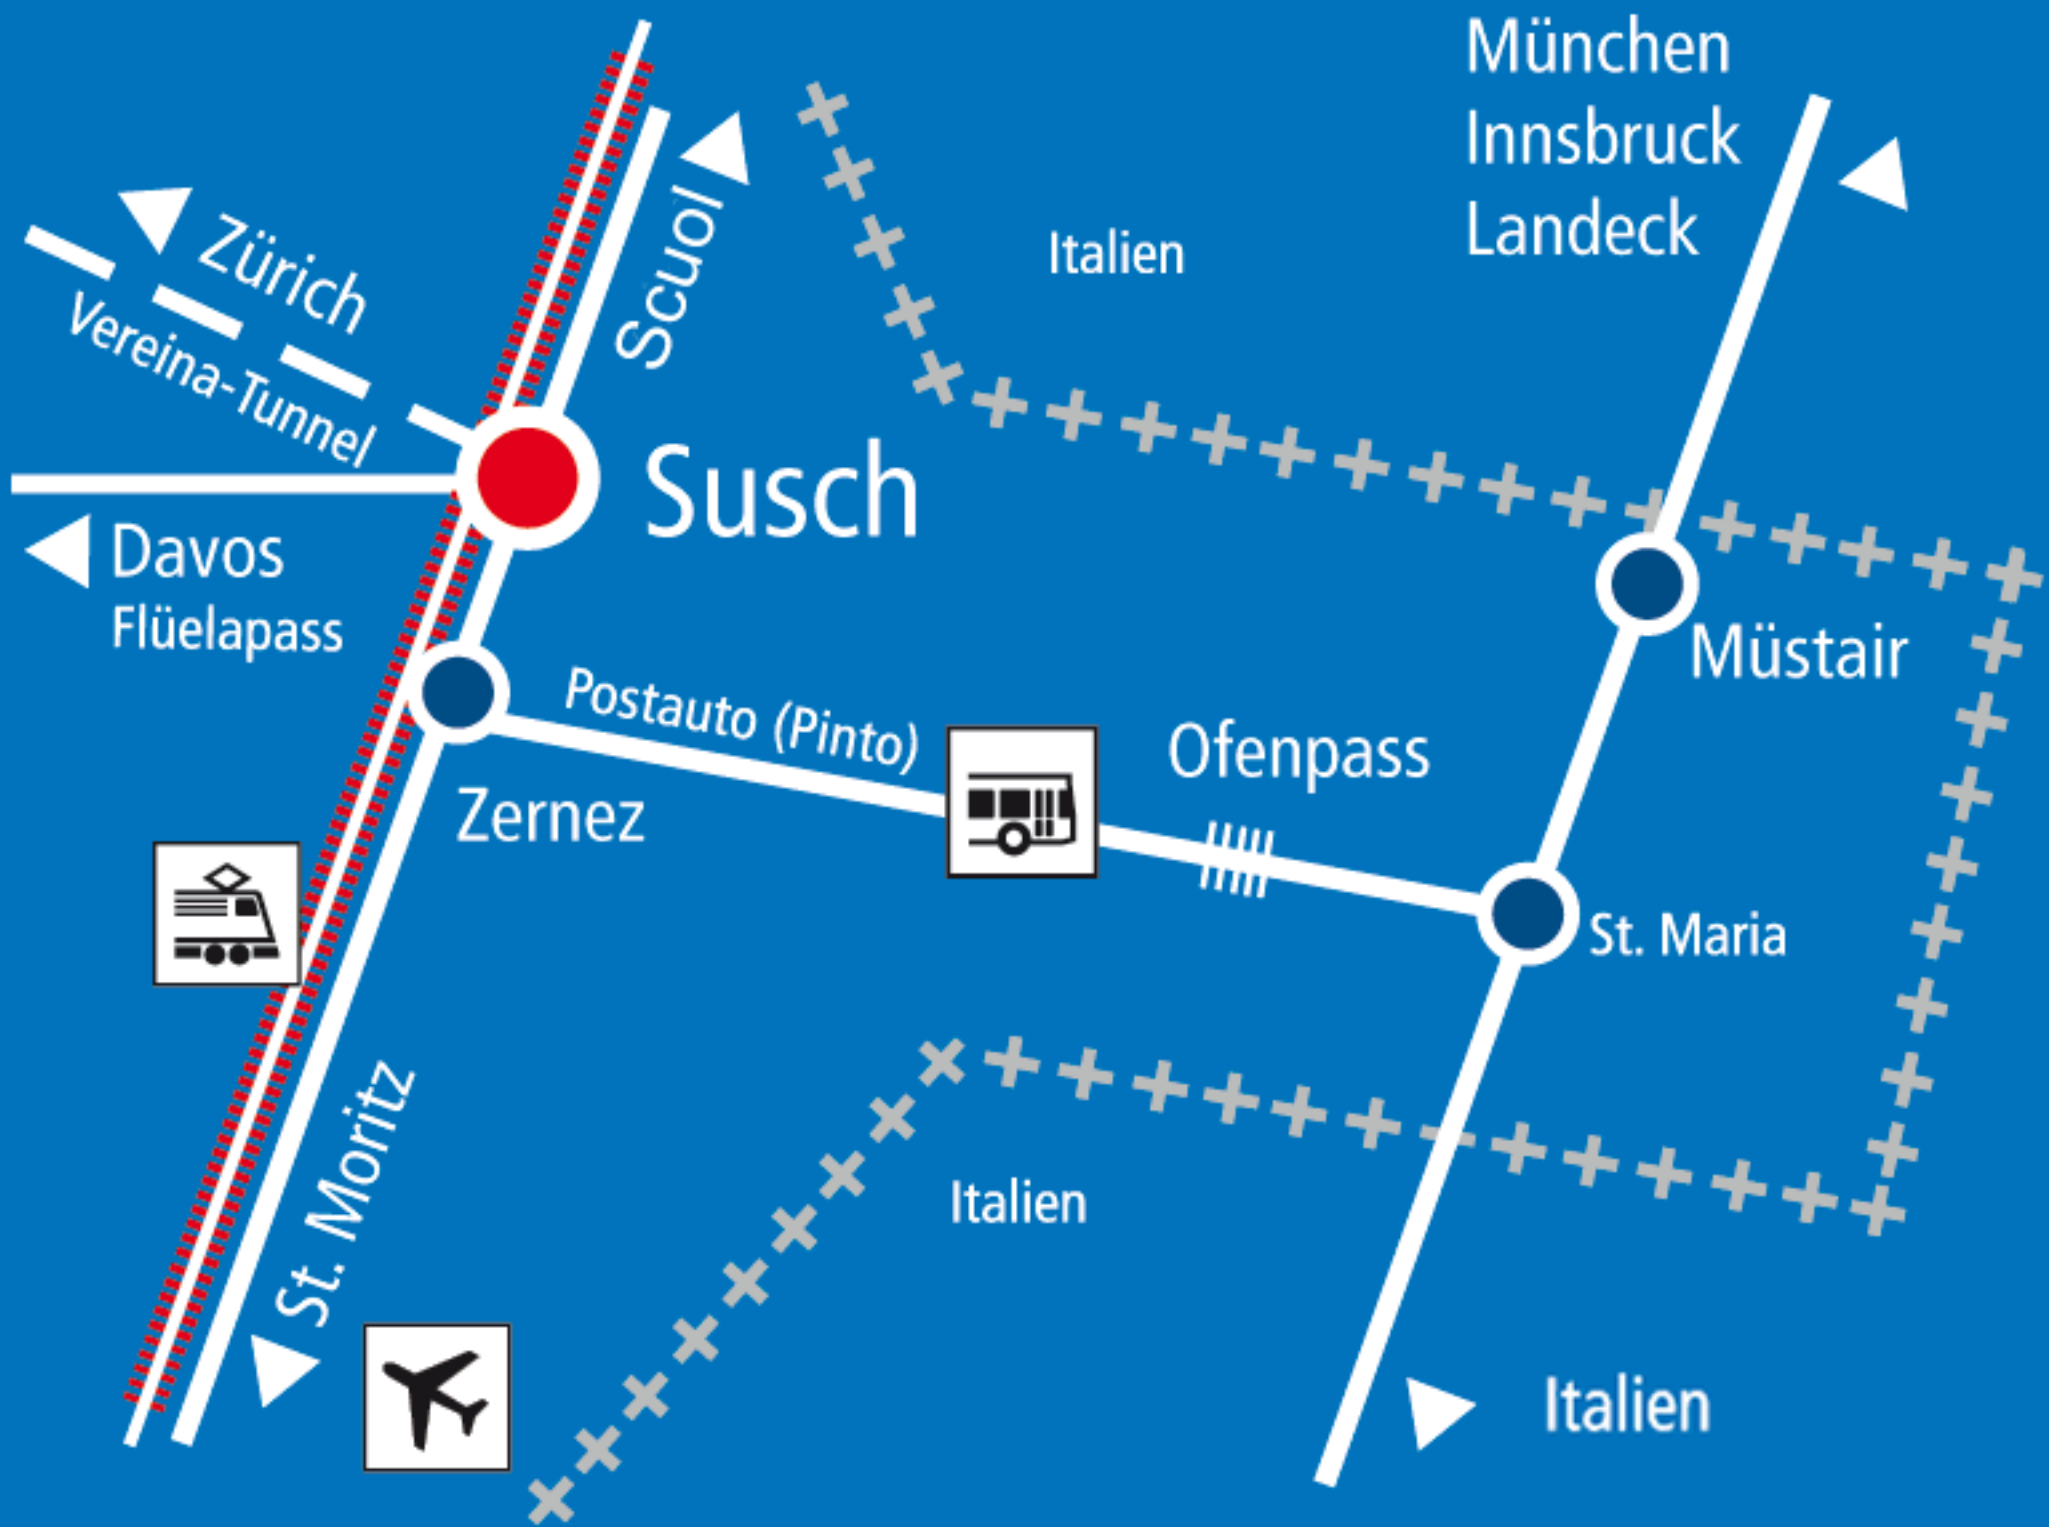 München
Innsbruck
Landeck
Zürich
Vereina-Tunnel
Scuol
Italien
Susch
Davos
Flüelapass
Müstair
Postauto (Pinto)
Ofenpass
Zernez
St. Maria
St. Moritz
Italien
Italien